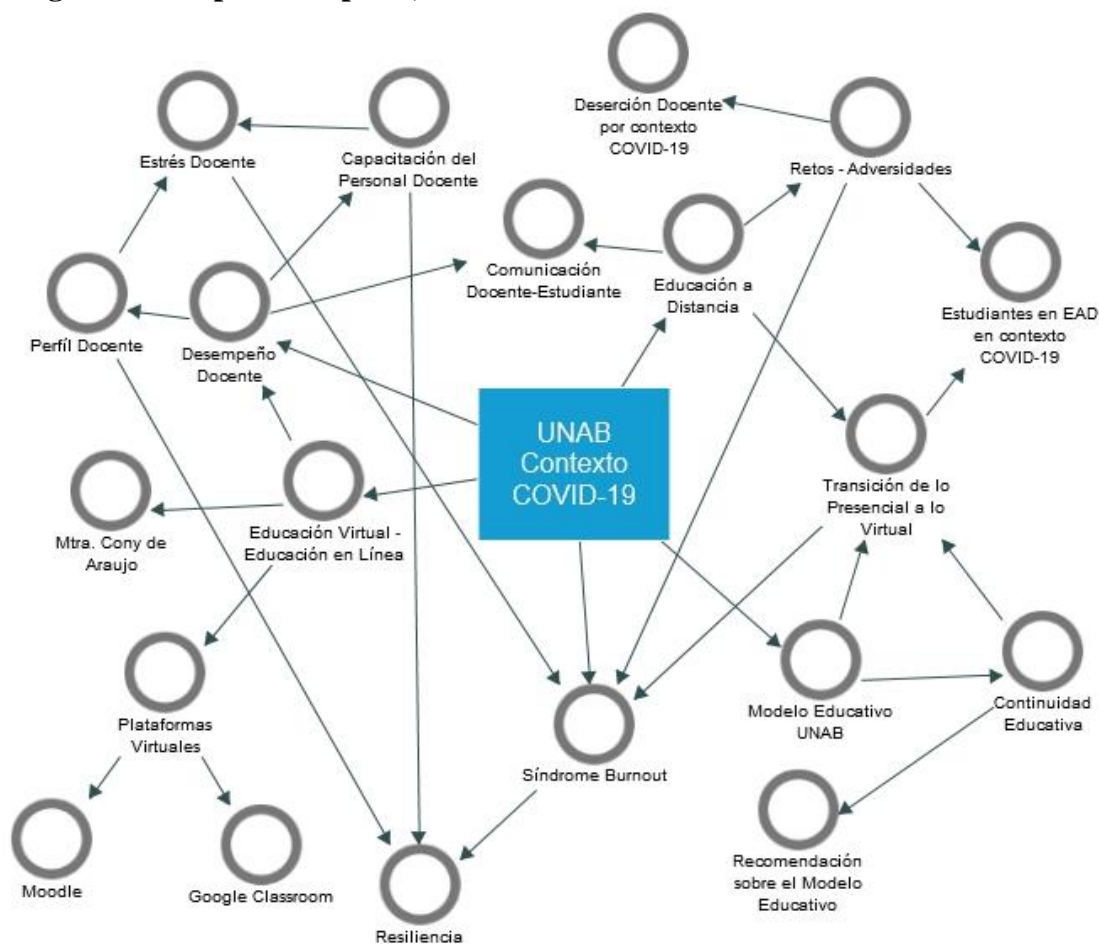 Deserción Docente
por contexto
COVID-19
Estrés Docente
Capacitación del
Personal Docente
Retos - Adversidades
Comunicación
Docente-Estudiante
Educación a
Distancia
Estudiantes en EAD
en contexto
COVID-19
Perfíl Docente
Desempeño
Docente
UNAB
Contexto
COVID-19
Transición de lo
Presencial a lo
Virtual
Mtra. Cony de
Araujo
Educación Virtual -
Educación en Línea
Plataformas
Virtuales
Síndrome Burnout
Modelo Educativo
UNAB
Continuidad
Educativa
Moodle
Google Classroom
Resiliencia
Recomendación
sobre el Modelo
Educativo